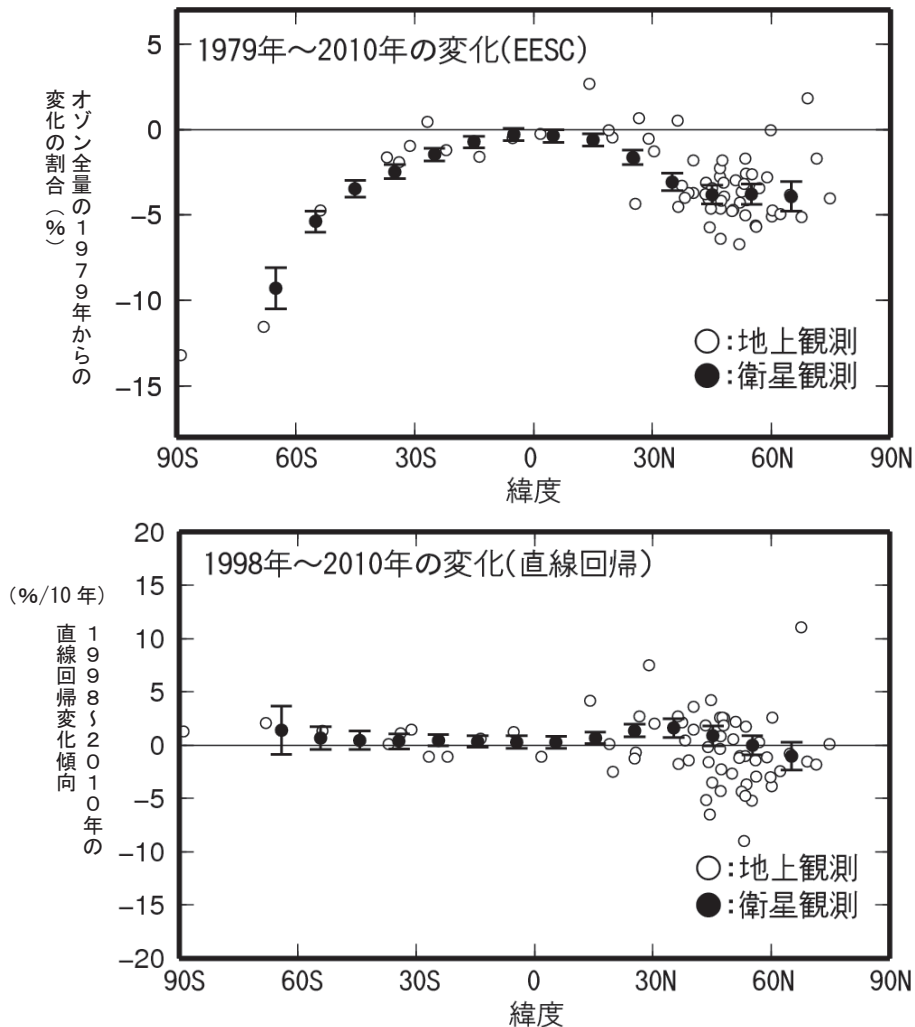 1979年～2010年の変化(EESC)
オゾン全量の1979年からの
変化の割合（％）
5
0
−5
−10
−15
○:地上観測
●:衛星観測
90S 60S 30S 0 30N 60N 90N
緯度
1998年～2010年の変化(直線回帰)
（％/10年）
1998～2010年の
直線回帰変化傾向
20
15
10
5
0
−5
−10
−15
−20
○:地上観測
●:衛星観測
90S 60S 30S 0 30N 60N 90N
緯度